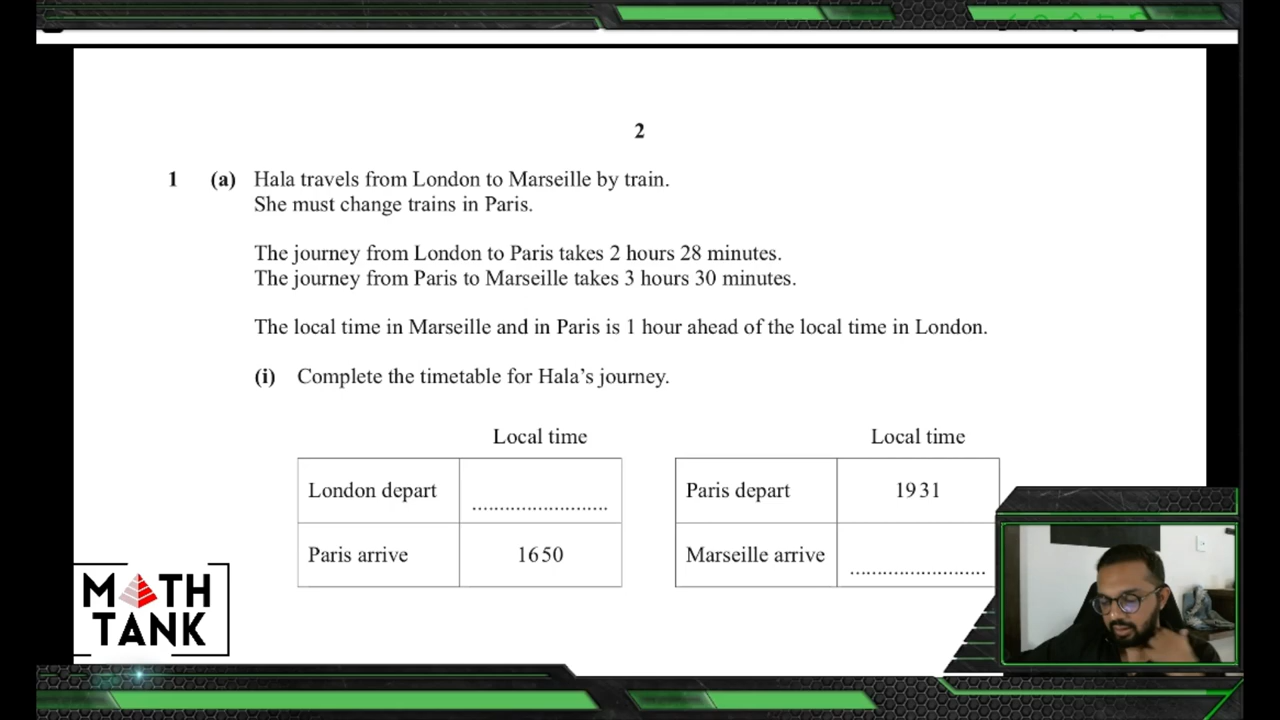 2
1 (a) Hala travels from London to Marseille by train.
She must change trains in Paris.
The journey from London to Paris takes 2 hours 28 minutes.
The journey from Paris to Marseille takes 3 hours 30 minutes.
The local time in Marseille and in Paris is 1 hour ahead of the local time in London.
(i) Complete the timetable for Hala’s journey.
Local time
London depart ........................
Paris arrive 1650
Local time
Paris depart 1931
Marseille arrive ........................
MATH
TANK